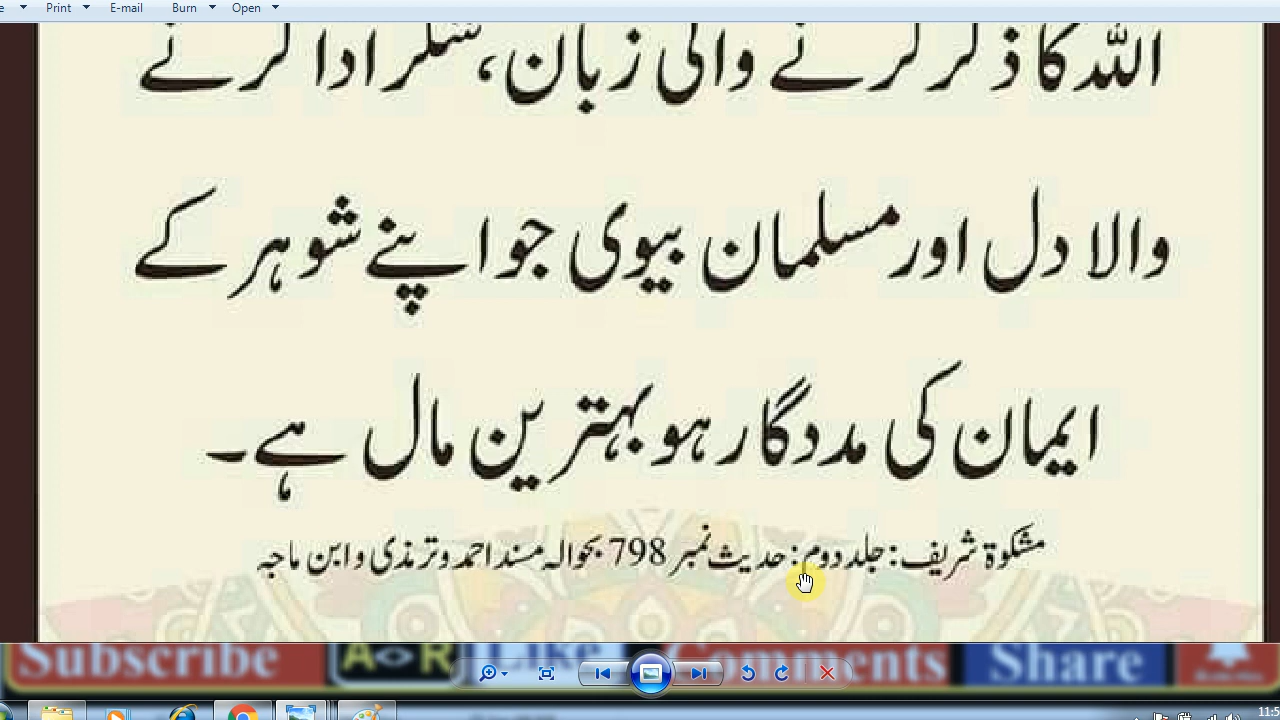 Print E-mail Burn Open
اللہ کا ذکر کرنے والی زبان، شکر ادا کرنے
والا دل اور مسلمان بیوی جو اپنے شوہر کے
ایمان کی مددگار ہو بہترین مال ہے۔
مشکوۃ شریف: جلد دوم: حدیث نمبر 798 بحوالہ مسند احمد و ترمذی و ابن ماجہ
Subscribe A<>R Like Comments Share